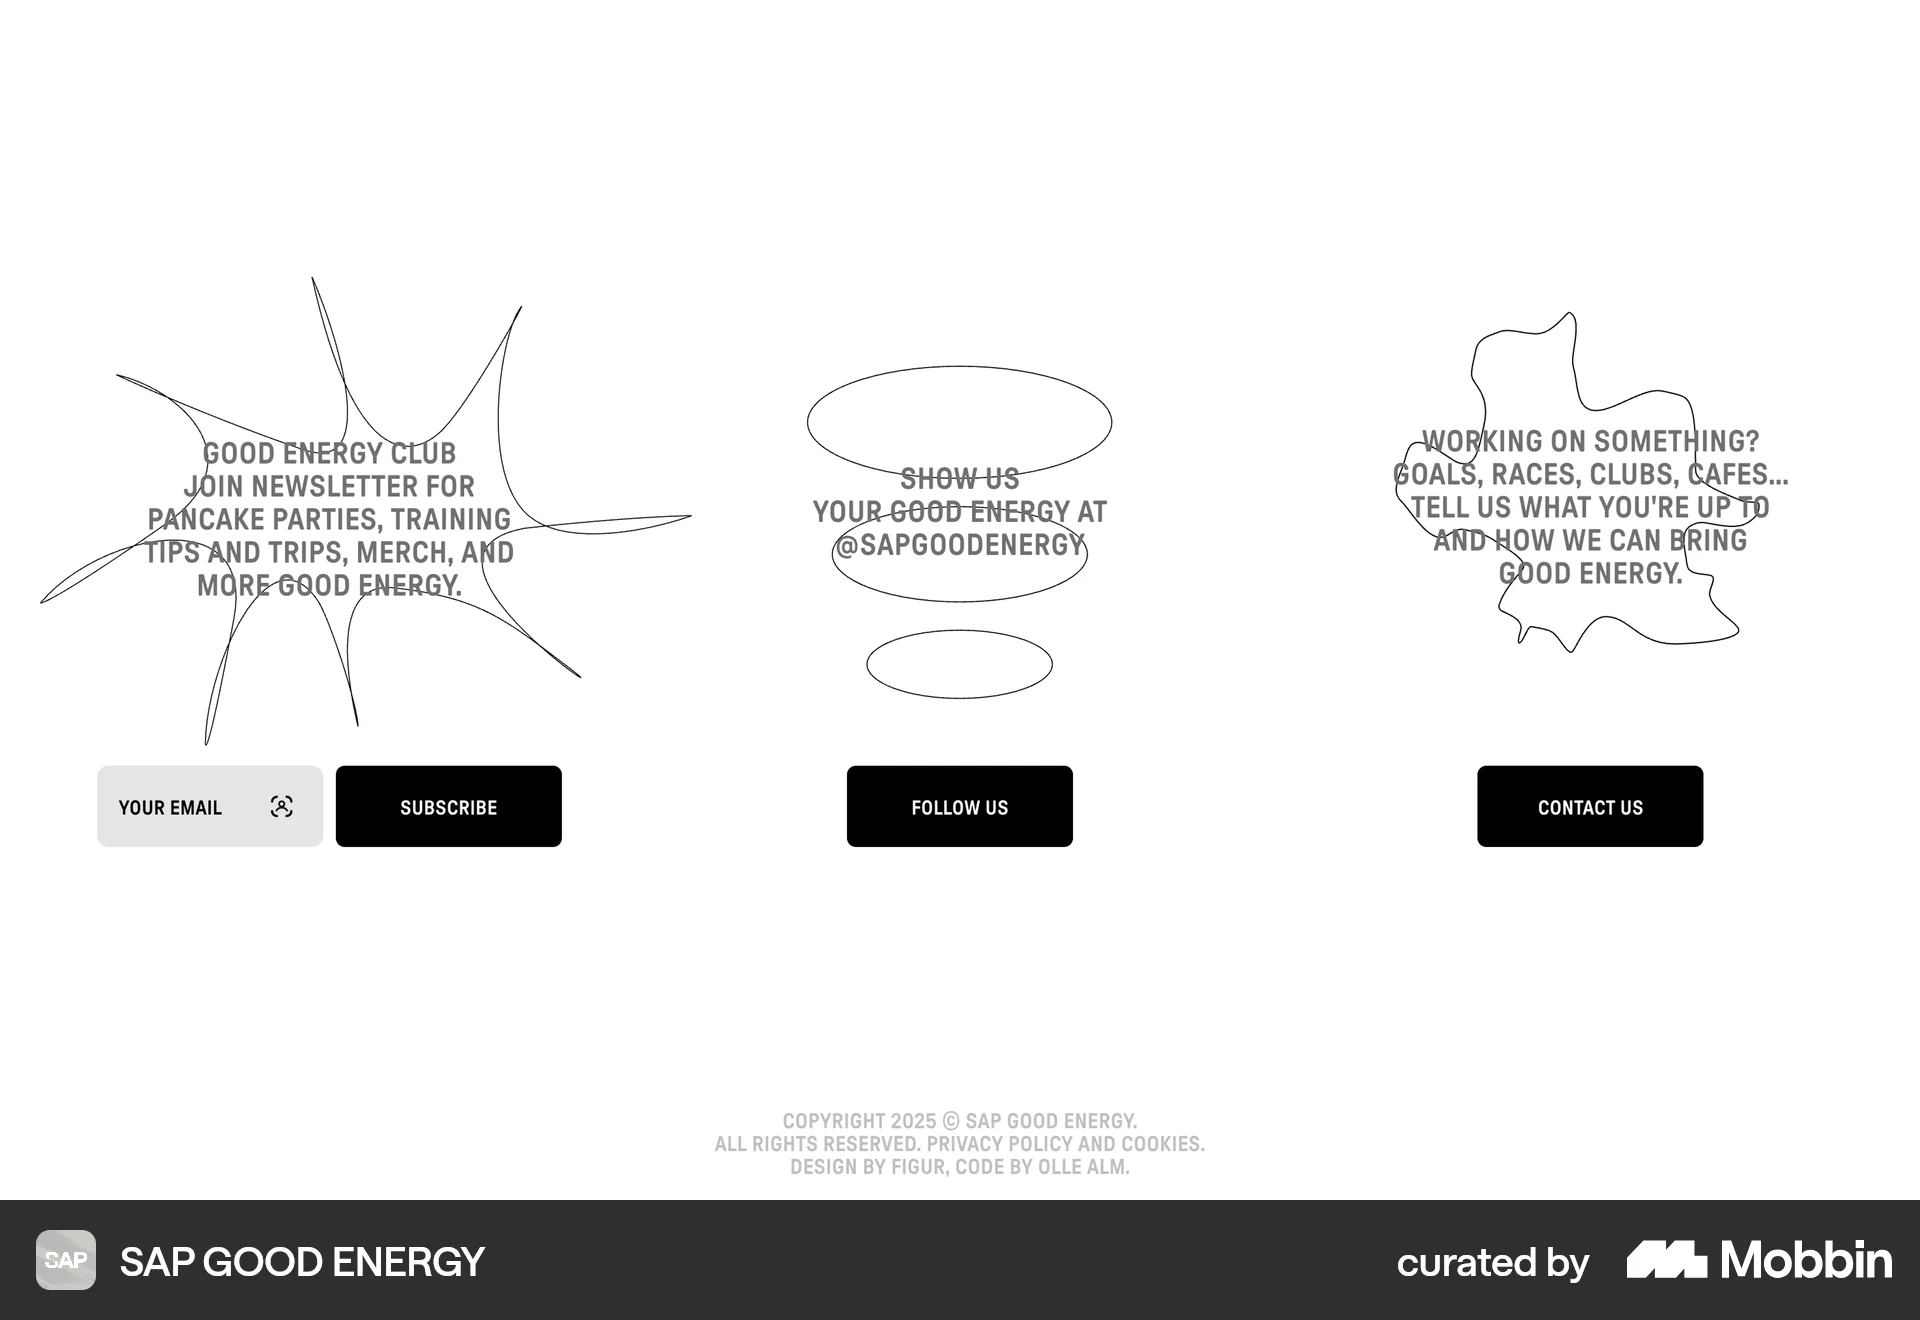 GOOD ENERGY CLUB
JOIN NEWSLETTER FOR
PANCAKE PARTIES, TRAINING
TIPS AND TRIPS, MERCH, AND
MORE GOOD ENERGY.
YOUR EMAIL
SUBSCRIBE
SHOW US
YOUR GOOD ENERGY AT
@SAPGOODENERGY
FOLLOW US
WORKING ON SOMETHING?
GOALS, RACES, CLUBS, CAFES...
TELL US WHAT YOU'RE UP TO
AND HOW WE CAN BRING
GOOD ENERGY.
CONTACT US
COPYRIGHT 2025 © SAP GOOD ENERGY.
ALL RIGHTS RESERVED. PRIVACY POLICY AND COOKIES.
DESIGN BY FIGUR, CODE BY OLLE ALM.
SAP
SAP GOOD ENERGY
curated by
Mobbin